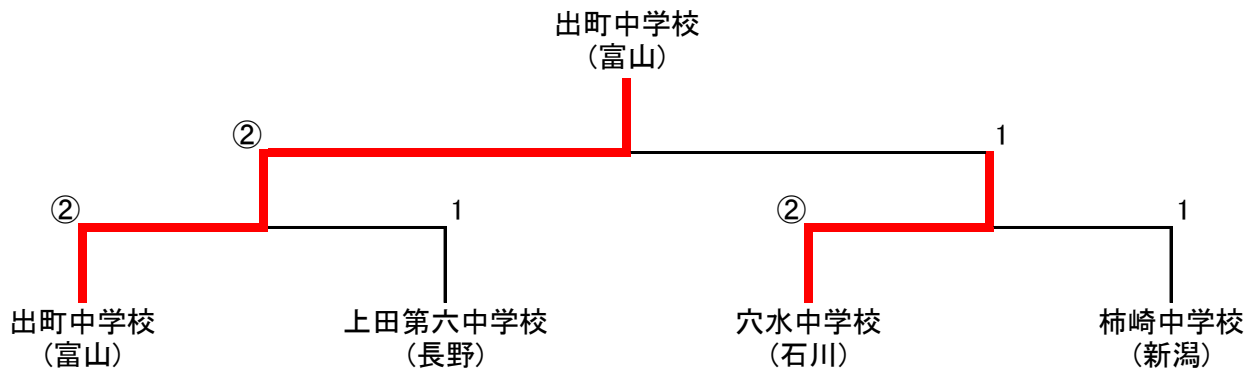 出町中学校
（富山）
② 1
② 1 ② 1
出町中学校 上田第六中学校 穴水中学校 柿崎中学校
（富山） （長野） （石川） （新潟）